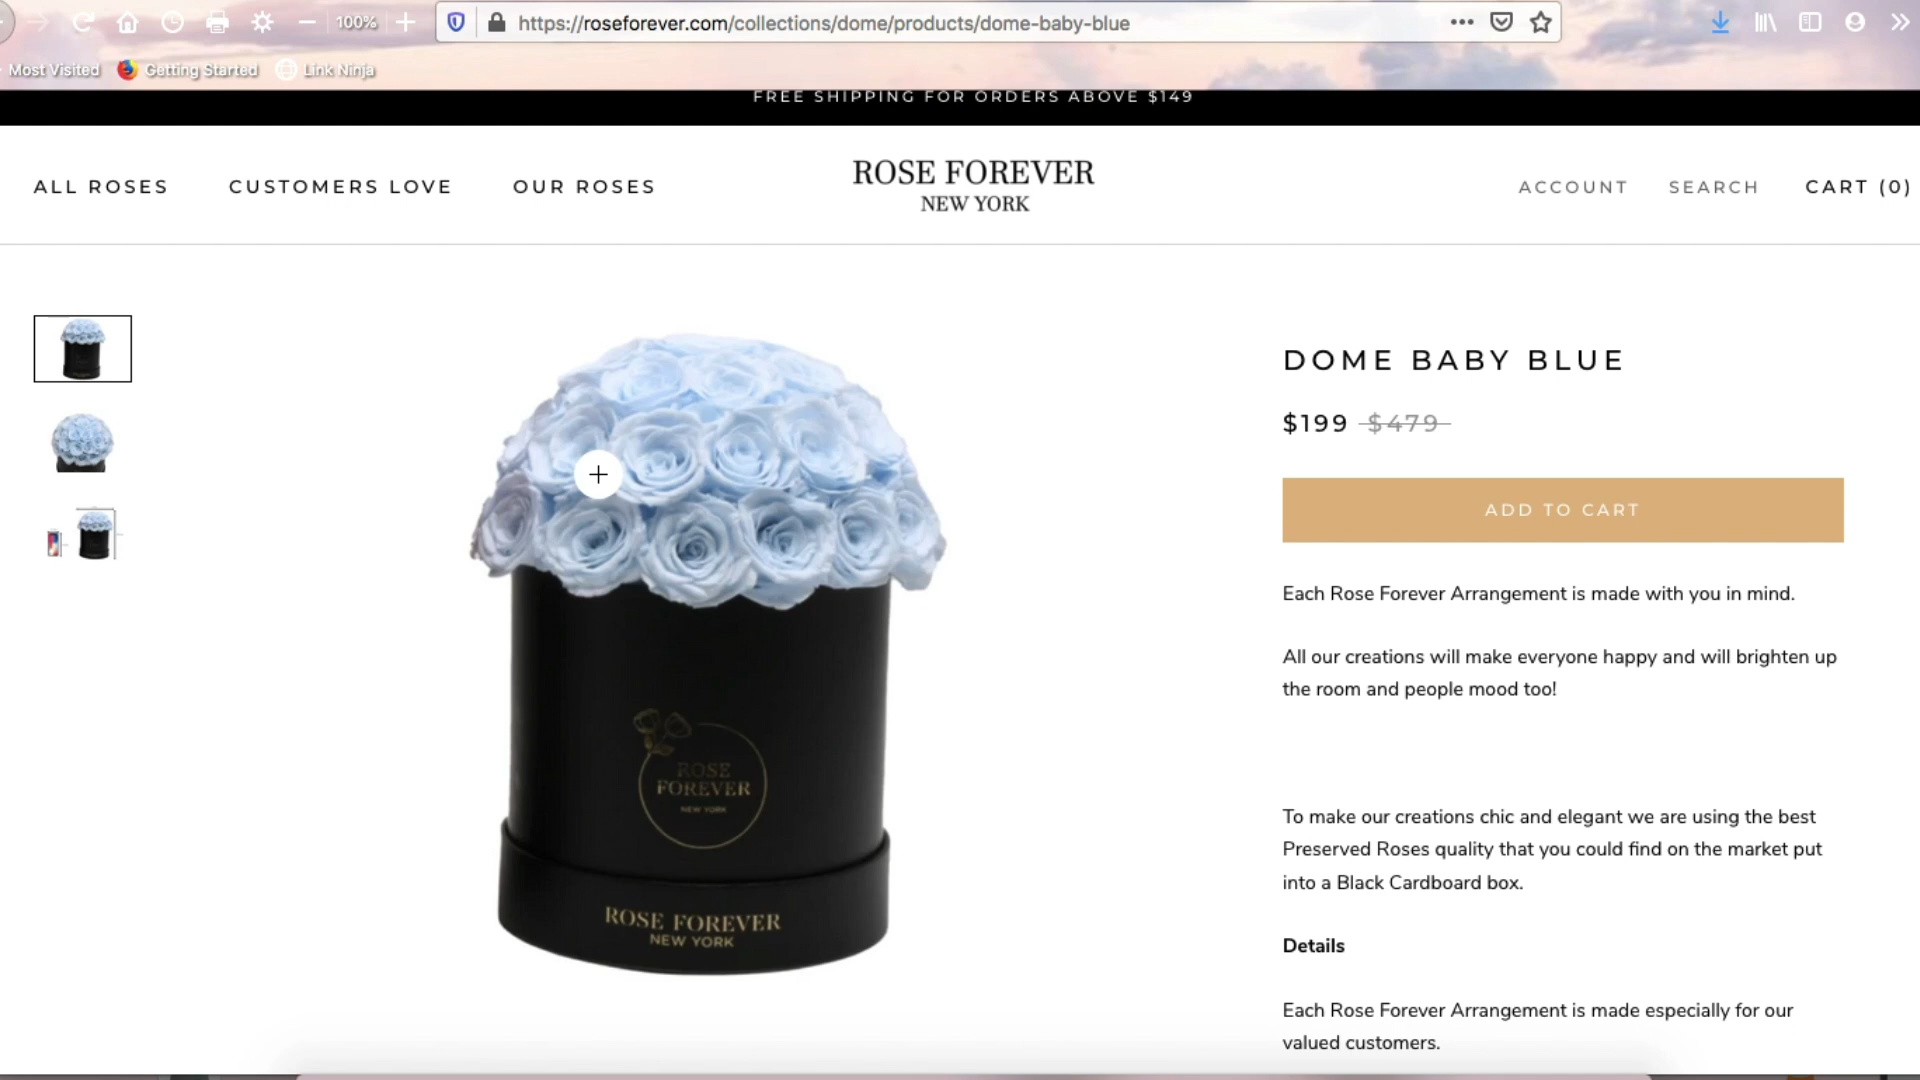 100%
https://roseforever.com/collections/dome/products/dome-baby-blue
Most Visited
Getting Started
Link Ninja
FREE SHIPPING FOR ORDERS ABOVE $149
ALL ROSES
CUSTOMERS LOVE
OUR ROSES
ROSE FOREVER
NEW YORK
ACCOUNT
SEARCH
CART (0)
ROSE
FOREVER
NEW YORK
ROSE FOREVER
NEW YORK
DOME BABY BLUE
$199 $479
ADD TO CART
Each Rose Forever Arrangement is made with you in mind.
All our creations will make everyone happy and will brighten up
the room and people mood too!
To make our creations chic and elegant we are using the best
Preserved Roses quality that you could find on the market put
into a Black Cardboard box.
Details
Each Rose Forever Arrangement is made especially for our
valued customers.